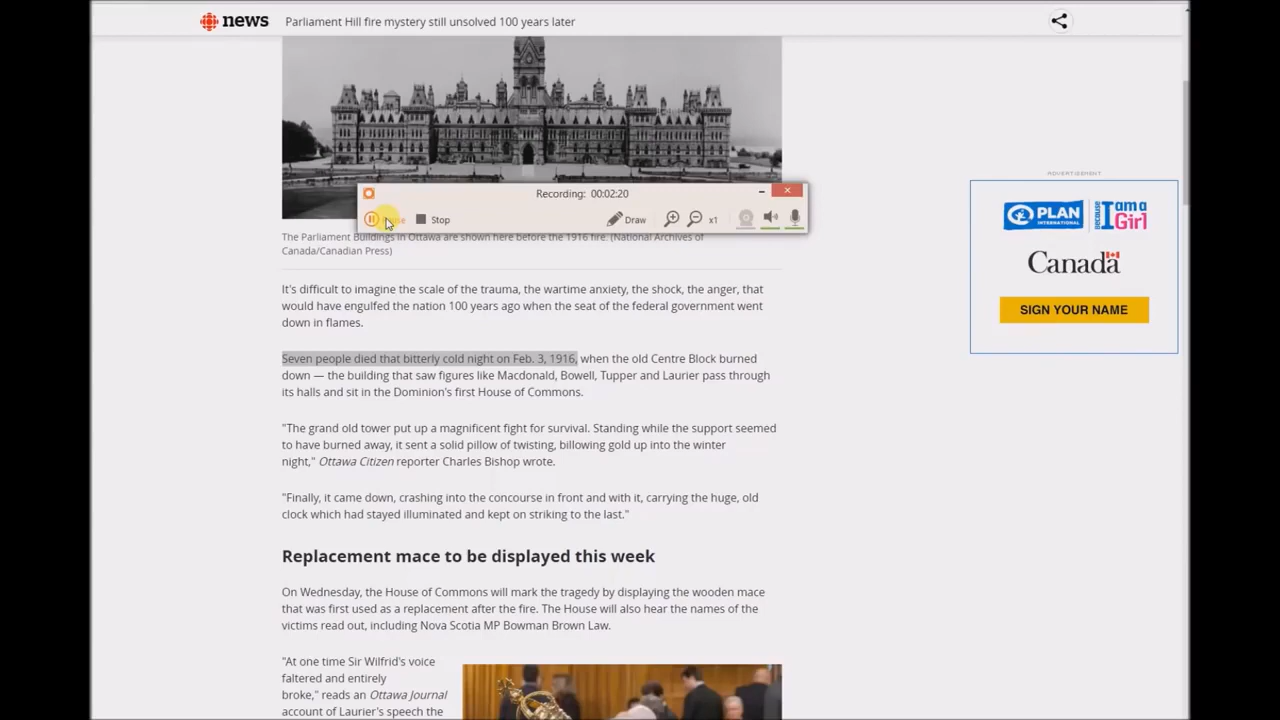 news Parliament Hill fire mystery still unsolved 100 years later
Recording: 00:02:20
Stop Draw x1
The Parliament Buildings in Ottawa are shown here before the 1916 fire. (National Archives of
Canada/Canadian Press)
It's difficult to imagine the scale of the trauma, the wartime anxiety, the shock, the anger, that
would have engulfed the nation 100 years ago when the seat of the federal government went
down in flames.
Seven people died that bitterly cold night on Feb. 3, 1916, when the old Centre Block burned
down — the building that saw figures like Macdonald, Bowell, Tupper and Laurier pass through
its halls and sit in the Dominion's first House of Commons.
"The grand old tower put up a magnificent fight for survival. Standing while the support seemed
to have burned away, it sent a solid pillow of twisting, billowing gold up into the winter
night," Ottawa Citizen reporter Charles Bishop wrote.
"Finally, it came down, crashing into the concourse in front and with it, carrying the huge, old
clock which had stayed illuminated and kept on striking to the last."
Replacement mace to be displayed this week
On Wednesday, the House of Commons will mark the tragedy by displaying the wooden mace
that was first used as a replacement after the fire. The House will also hear the names of the
victims read out, including Nova Scotia MP Bowman Brown Law.
"At one time Sir Wilfrid's voice
faltered and entirely
broke," reads an Ottawa Journal
account of Laurier's speech the
ADVERTISEMENT
PLAN INTERNATIONAL BECAUSE I am a Girl
Canada
SIGN YOUR NAME